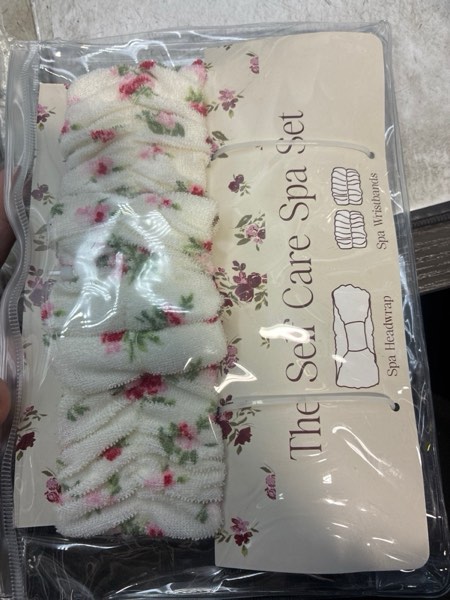 The Self Care Spa Set
Spa Headwrap
Spa Wristbands